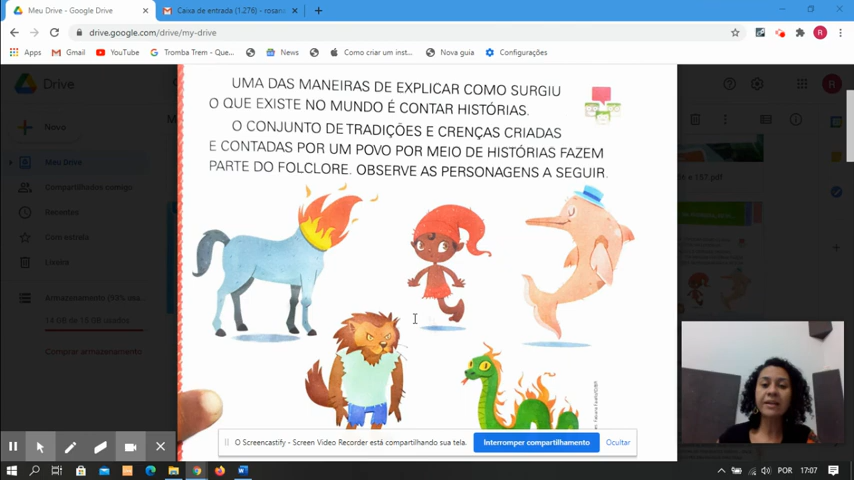 Meu Drive - Google Drive
Caixa de entrada (1.276) - rosan
drive.google.com/drive/my-drive
Apps
Gmail
YouTube
Tromba Trem - Que...
SB
News
Como criar um inst...
Nova guia
Configurações
Drive
Novo
Meu Drive
Compartilhados comigo
Recentes
Com estrela
Lixeira
Armazenamento (93% ...
14 GB de 15 GB usados
Comprar armazenamento
UMA DAS MANEIRAS DE EXPLICAR COMO SURGIU
O QUE EXISTE NO MUNDO É CONTAR HISTÓRIAS.
O CONJUNTO DE TRADIÇÕES E CRENÇAS CRIADAS
E CONTADAS POR UM POVO POR MEIO DE HISTÓRIAS FAZEM
PARTE DO FOLCLORE. OBSERVE AS PERSONAGENS A SEGUIR.
O Screencastify - Screen Video Recorder está compartilhando sua tela.
Interromper compartilhamento
Ocultar
POR
17:07